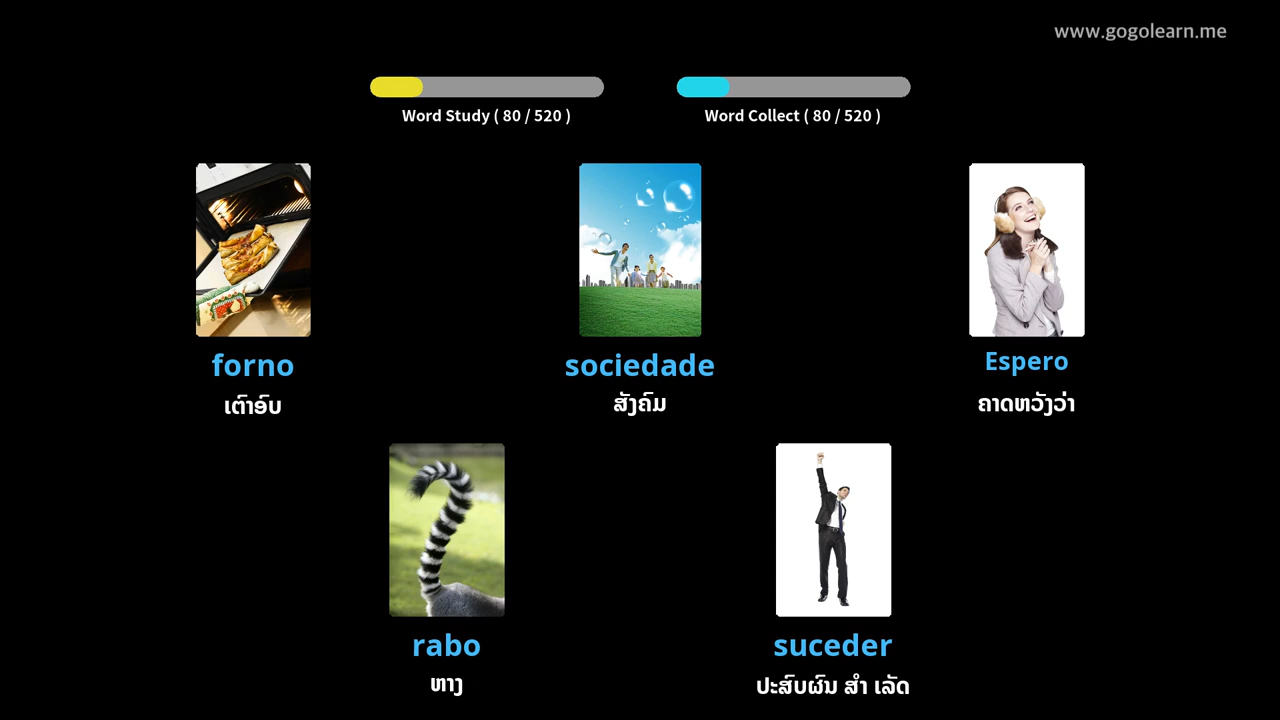 www.gogolearn.me
Word Study ( 80 / 520 )
Word Collect ( 80 / 520 )
forno
ເຕົາອົບ
sociedade
ສັງຄົມ
Espero
ຄາດຫວັງວ່າ
rabo
ຫາງ
suceder
ປະສົບຜົນ ສຳ ເລັດ